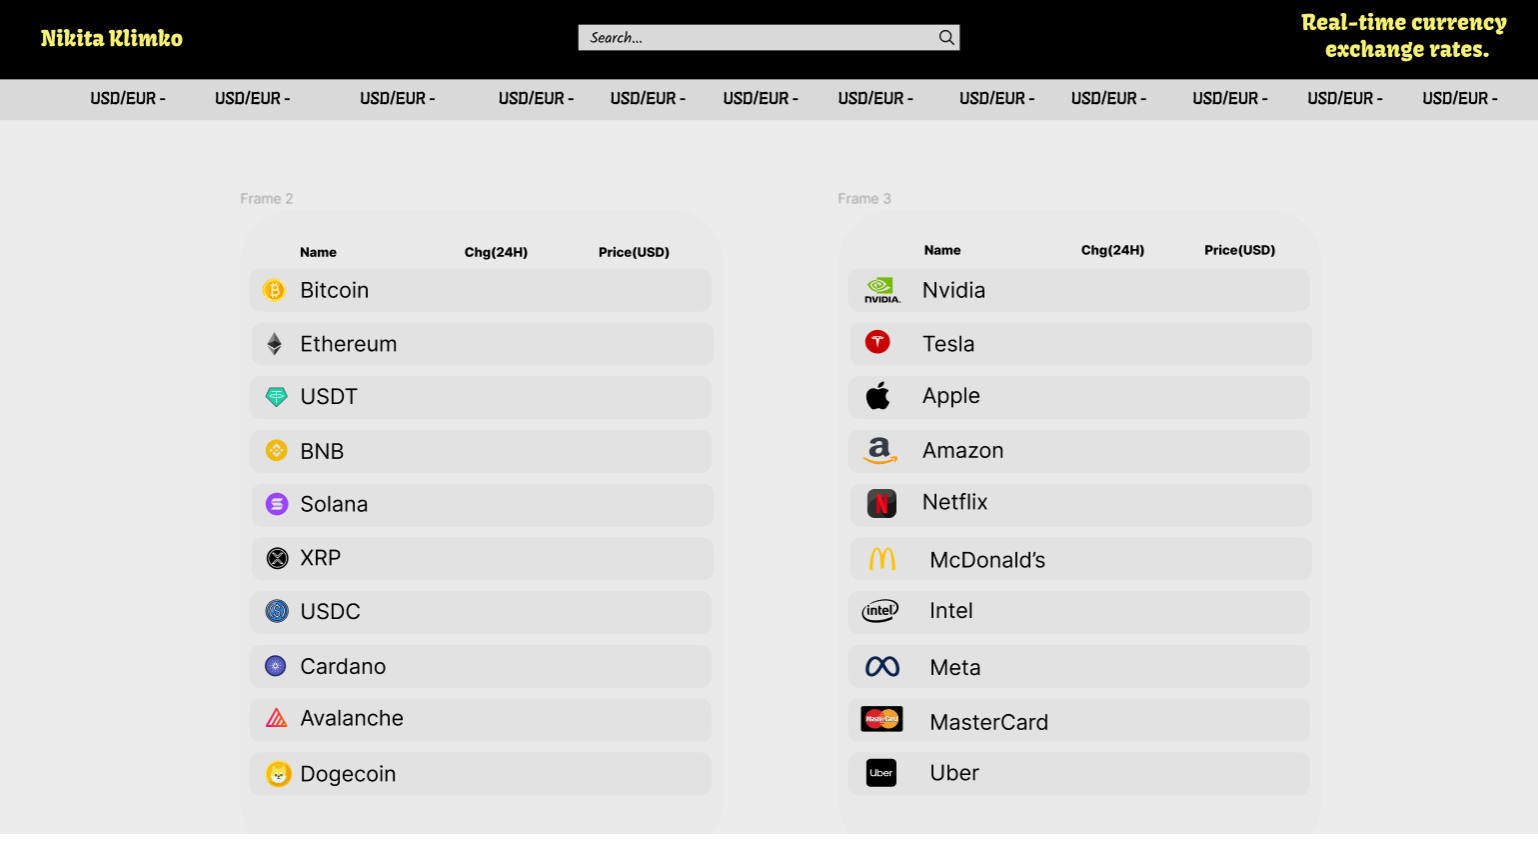 Nikita Klimko
Search...
Real-time currency
exchange rates.
USD/EUR - USD/EUR - USD/EUR - USD/EUR - USD/EUR - USD/EUR - USD/EUR - USD/EUR - USD/EUR - USD/EUR - USD/EUR - USD/EUR -
Frame 2
Name Chg(24H) Price(USD)
Bitcoin
Ethereum
USDT
BNB
Solana
XRP
USDC
Cardano
Avalanche
Dogecoin
Frame 3
Name Chg(24H) Price(USD)
NVIDIA. Nvidia
Tesla
Apple
a Amazon
N Netflix
McDonald’s
intel Intel
Meta
MasterCard MasterCard
Uber Uber